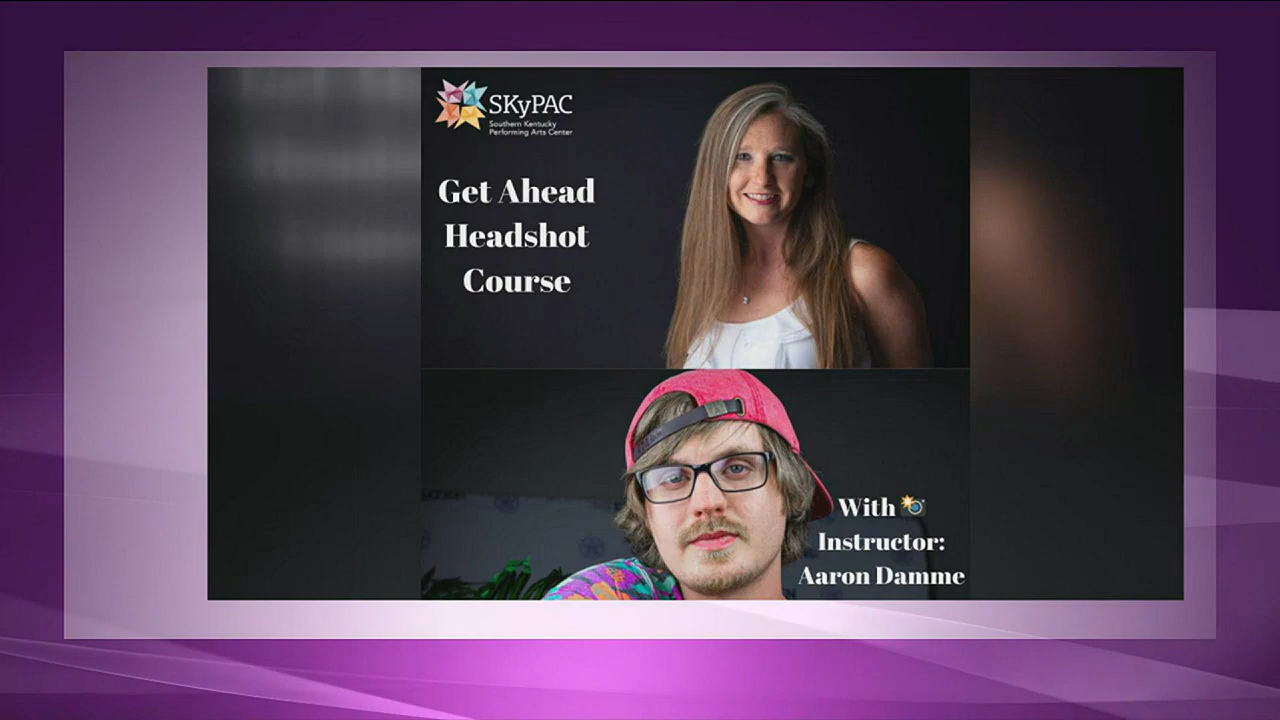 SKyPAC
Southern Kentucky
Performing Arts Center
Get Ahead
Headshot
Course
With 📸
Instructor:
Aaron Damme